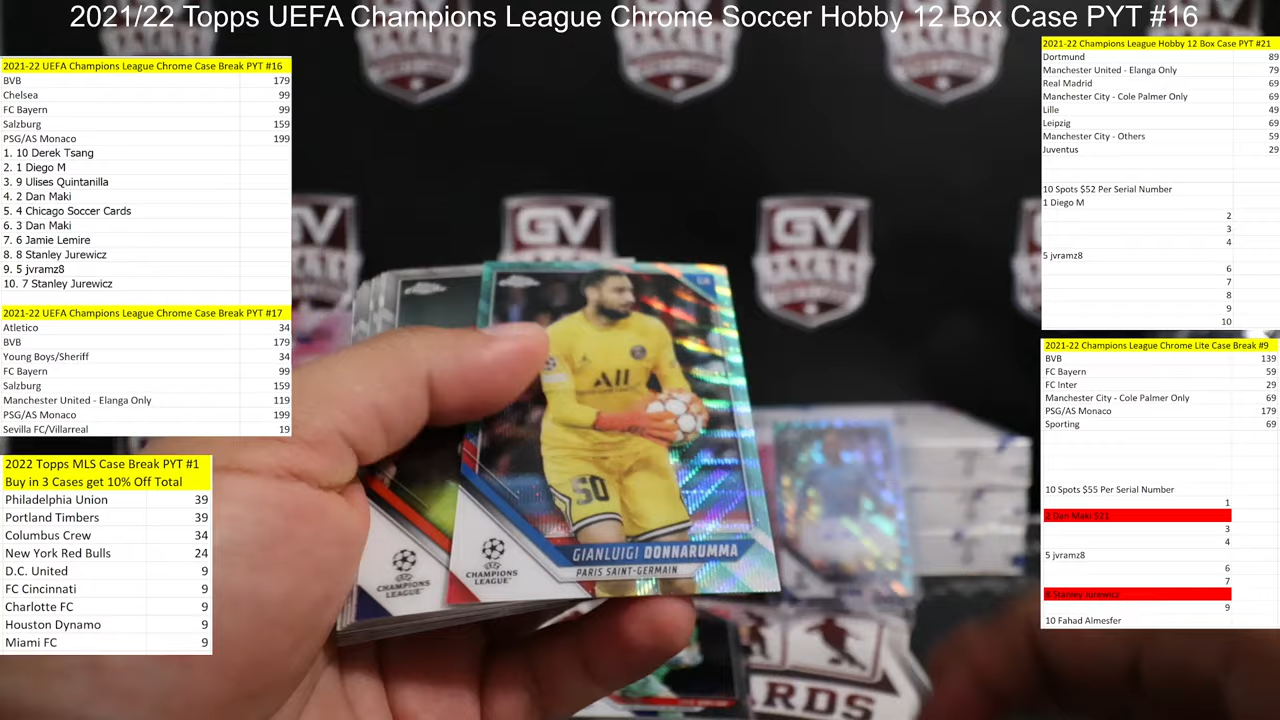 2021/22 Topps UEFA Champions League Chrome Soccer Hobby 12 Box Case PYT #16
2021-22 UEFA Champions League Chrome Case Break PYT #16
BVB 179
Chelsea 99
FC Bayern 99
Salzburg 159
PSG/AS Monaco 199
1. 10 Derek Tsang
2. 1 Diego M
3. 9 Ulises Quintanilla
4. 2 Dan Maki
5. 4 Chicago Soccer Cards
6. 3 Dan Maki
7. 6 Jamie Lemire
8. 8 Stanley Jurewicz
9. 5 jvramz8
10. 7 Stanley Jurewicz
2021-22 UEFA Champions League Chrome Case Break PYT #17
Atletico 34
BVB 179
Young Boys/Sheriff 34
FC Bayern 99
Salzburg 159
Manchester United - Elanga Only 119
PSG/AS Monaco 199
Sevilla FC/Villarreal 19
2022 Topps MLS Case Break PYT #1
Buy in 3 Cases get 10% Off Total
Philadelphia Union 39
Portland Timbers 39
Columbus Crew 34
New York Red Bulls 24
D.C. United 9
FC Cincinnati 9
Charlotte FC 9
Houston Dynamo 9
Miami FC 9
2021-22 Champions League Hobby 12 Box Case PYT #21
Dortmund 89
Manchester United - Elanga Only 79
Real Madrid 69
Manchester City - Cole Palmer Only 69
Lille 49
Leipzig 69
Manchester City - Others 59
Juventus 29
10 Spots $52 Per Serial Number
1 Diego M
2
3
4
5 jvramz8
6
7
8
9
10
2021-22 Champions League Chrome Lite Case Break #9
BVB 139
FC Bayern 59
FC Inter 29
Manchester City - Cole Palmer Only 69
PSG/AS Monaco 179
Sporting 69
10 Spots $55 Per Serial Number
1
2 Dan Maki 521
3
4
5 jvramz8
6
7
8 Stanley Jurewicz
9
10 Fahad Almesfer
GV
GV
GV
ALL
50
GIANLUIGI DONNARUMMA
PARIS SAINT-GERMAIN
CHAMPIONS
LEAGUE
CHAMPIONS
LEAGUE